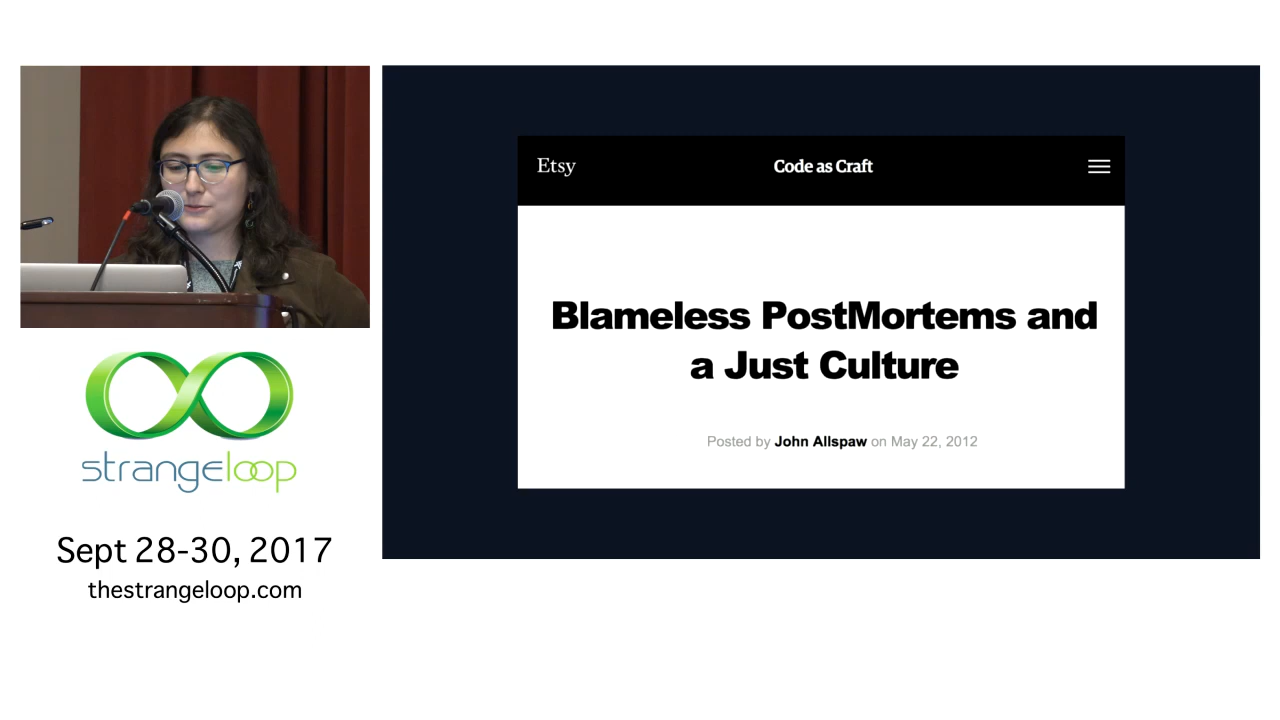 Etsy
Code as Craft
Blameless PostMortems and
a Just Culture
Posted by John Allspaw on May 22, 2012
strangeloop
Sept 28-30, 2017
thestrangeloop.com